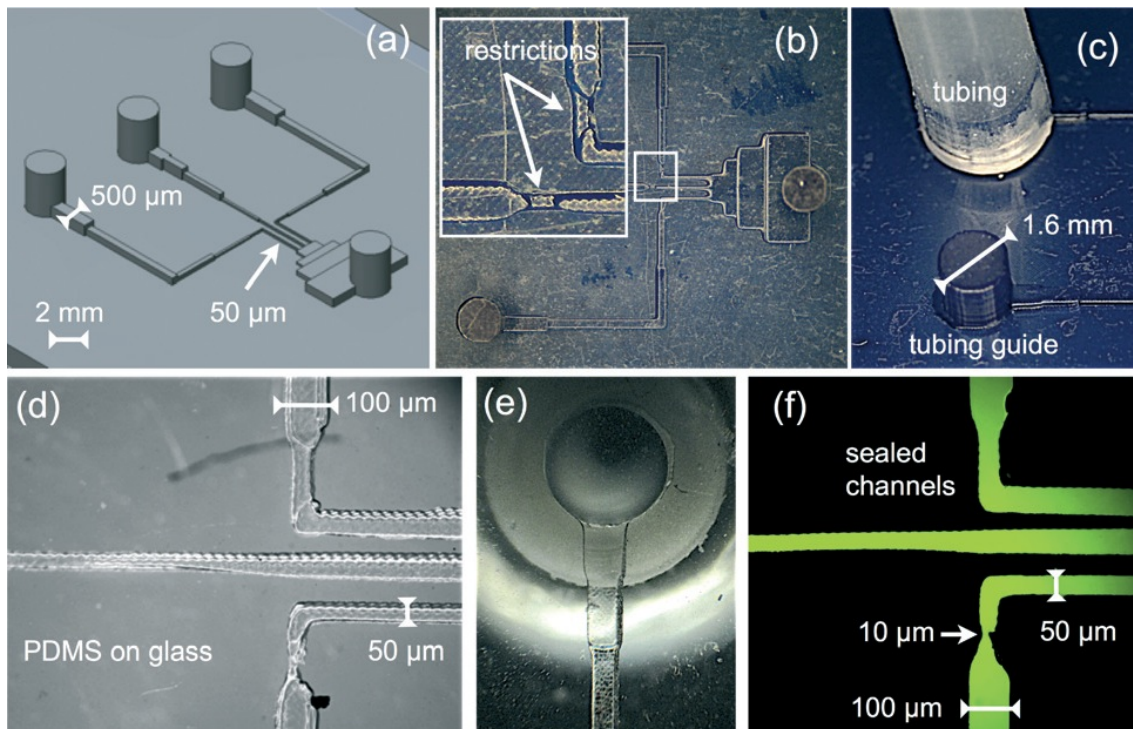 (a)
500 µm
50 µm
2 mm
(b)
restrictions
(c)
tubing
1.6 mm
tubing guide
(d)
100 µm
50 µm
PDMS on glass
(e)
(f)
sealed
channels
10 µm
50 µm
100 µm